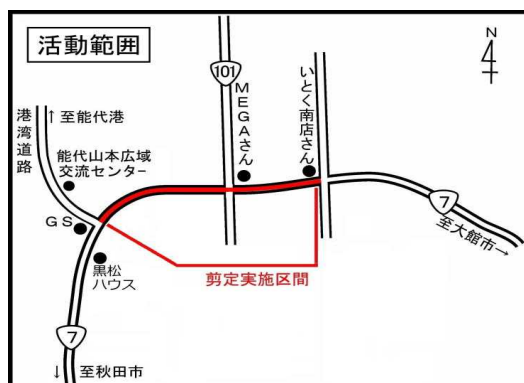 活動範囲
N
101
港湾道路
↑至能代港
MEGAさん
いとく南店さん
能代山本広域
交流センター
GS
7
至大館市→
黒松
ハウス
剪定実施区間
7
↓至秋田市